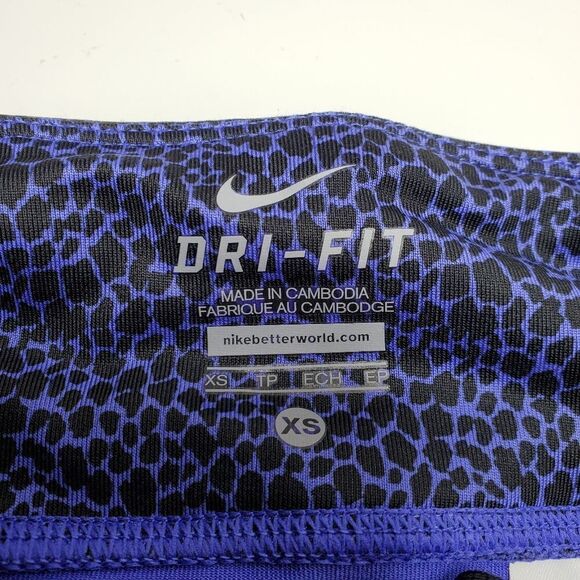 DRI-FIT
MADE IN CAMBODIA
FABRIQUE AU CAMBODGE
nikebetterworld.com
XS TP ECH EP
XS